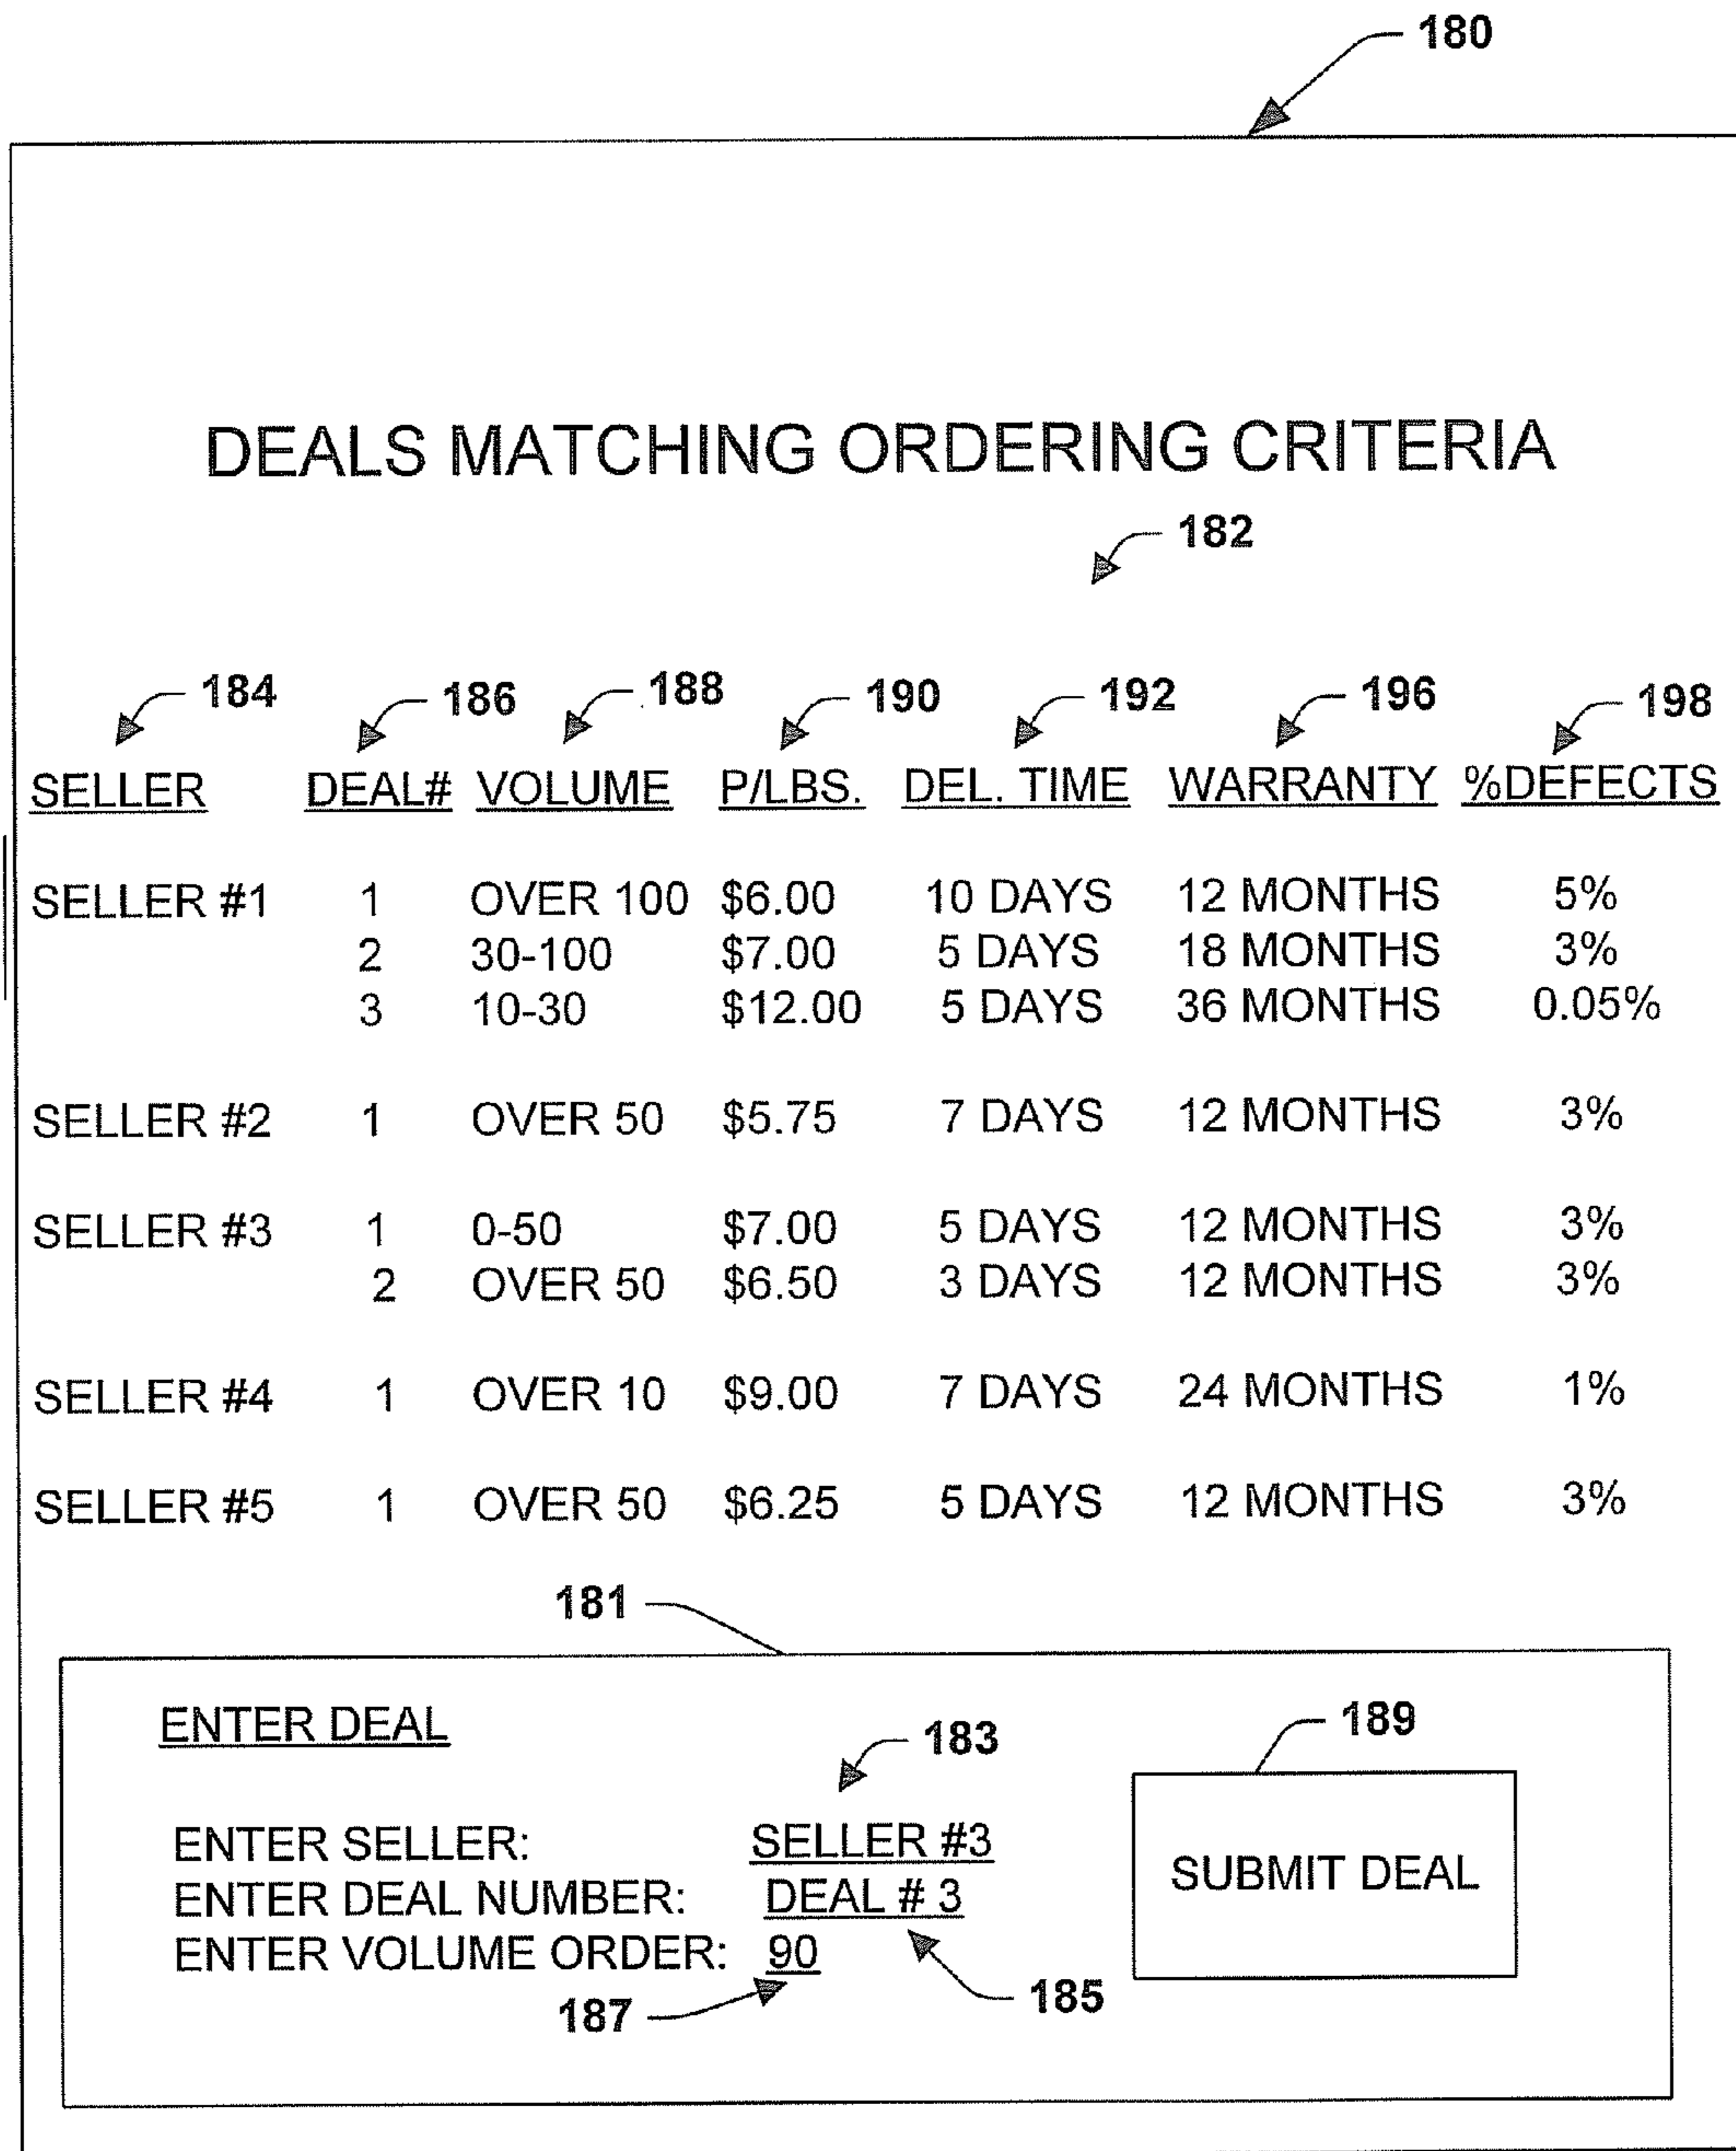 180
DEALS MATCHING ORDERING CRITERIA
182
184 186 188 190 192 196 198
SELLER DEAL# VOLUME P/LBS. DEL. TIME WARRANTY %DEFECTS
SELLER #1 1 OVER 100 $6.00 10 DAYS 12 MONTHS 5%
2 30-100 $7.00 5 DAYS 18 MONTHS 3%
3 10-30 $12.00 5 DAYS 36 MONTHS 0.05%
SELLER #2 1 OVER 50 $5.75 7 DAYS 12 MONTHS 3%
SELLER #3 1 0-50 $7.00 5 DAYS 12 MONTHS 3%
2 OVER 50 $6.50 3 DAYS 12 MONTHS 3%
SELLER #4 1 OVER 10 $9.00 7 DAYS 24 MONTHS 1%
SELLER #5 1 OVER 50 $6.25 5 DAYS 12 MONTHS 3%
181
ENTER DEAL
183
189
ENTER SELLER: SELLER #3
ENTER DEAL NUMBER: DEAL # 3
ENTER VOLUME ORDER: 90
SUBMIT DEAL
187
185